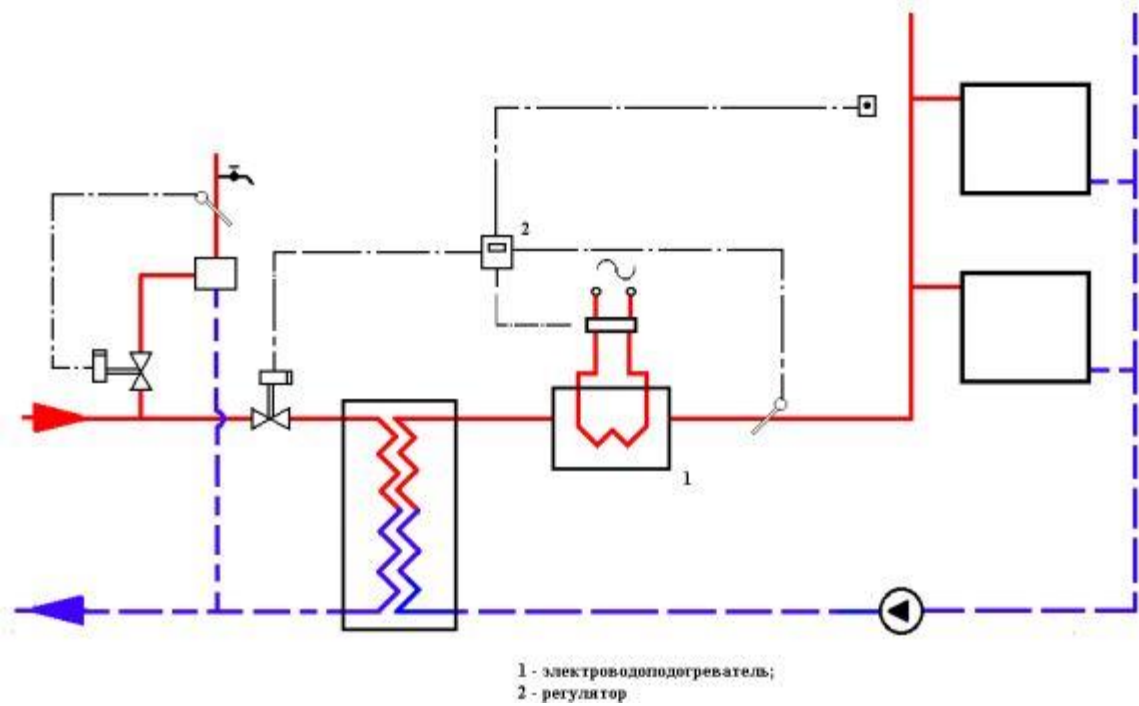 2
1
1 - электроводоподогреватель;
2 - регулятор